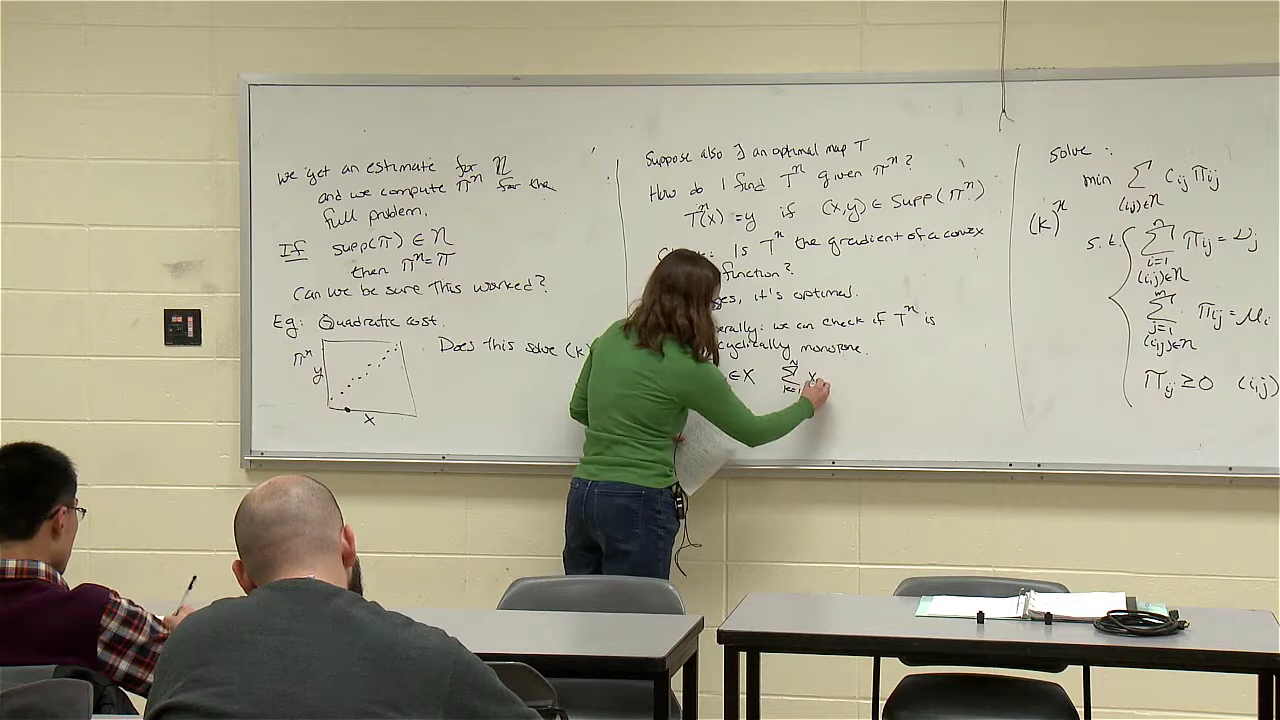 We get an estimate for 𝒩
and we compute π^n for the
full problem.
If supp(π) ∈ 𝒩
then π^n = π
Can we be sure this worked?
Eg: Quadratic cost.
π^n
y
x
Does this solve (k)
Suppose also ∃ an optimal map T
How do I find T^n given π^n?
T^n(x) = y if (x,y) ∈ supp(π^n)
Is T^n the gradient of a convex
function?
it's optimal.
we can check if T^n is
cyclically monotone.
∈ X ∑ k=1 x
Solve:
min ∑ (i,j)∈𝒩 C_ij π_ij
(k)^n
s.t. { ∑ i=1 ^n π_ij = ν_j
(i,j)∈𝒩
∑ j=1 π_ij = μ_i
(i,j)∈𝒩
π_ij ≥ 0 (i,j)